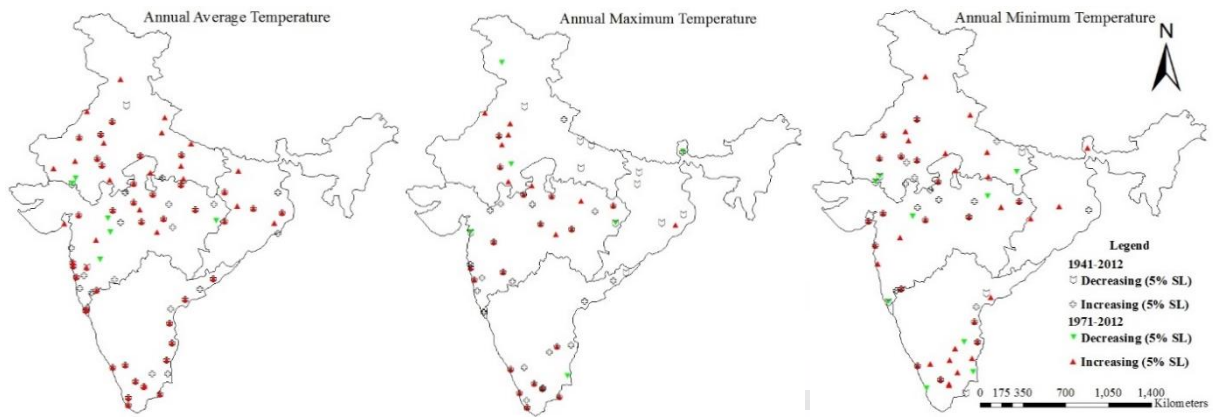 Annual Average Temperature
Annual Maximum Temperature
Annual Minimum Temperature
N
Legend
1941-2012
Decreasing (5% SL)
Increasing (5% SL)
1971-2012
Decreasing (5% SL)
Increasing (5% SL)
0 175 350 700 1,050 1,400
Kilometers